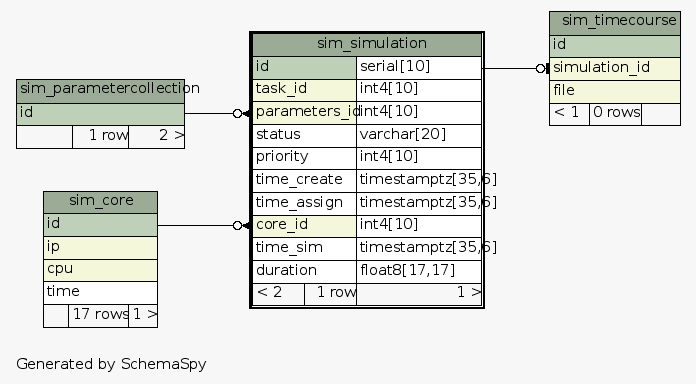 sim_timecourse
id
simulation_id
file
< 1 0 rows
sim_simulation
id serial[10]
task_id int4[10]
parameters_id int4[10]
status varchar[20]
priority int4[10]
time_create timestamptz[35,6]
time_assign timestamptz[35,6]
core_id int4[10]
time_sim timestamptz[35,6]
duration float8[17,17]
< 2 1 row 1 >
sim_parametercollection
id
1 row 2 >
sim_core
id
ip
cpu
time
17 rows 1 >
Generated by SchemaSpy